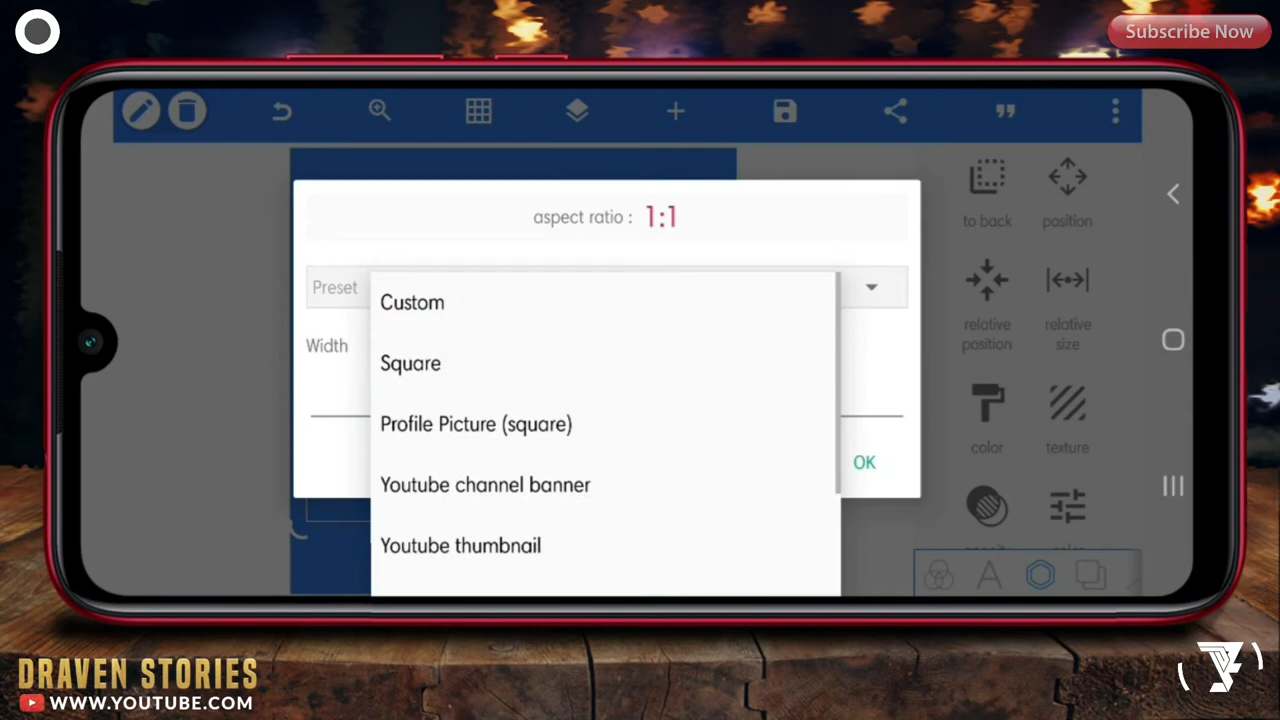 Subscribe Now
aspect ratio : 1:1
to back
position
Preset
Custom
Width
Square
relative position
relative size
Profile Picture (square)
color
texture
OK
Youtube channel banner
Youtube thumbnail
DRAVEN STORIES
WWW.YOUTUBE.COM